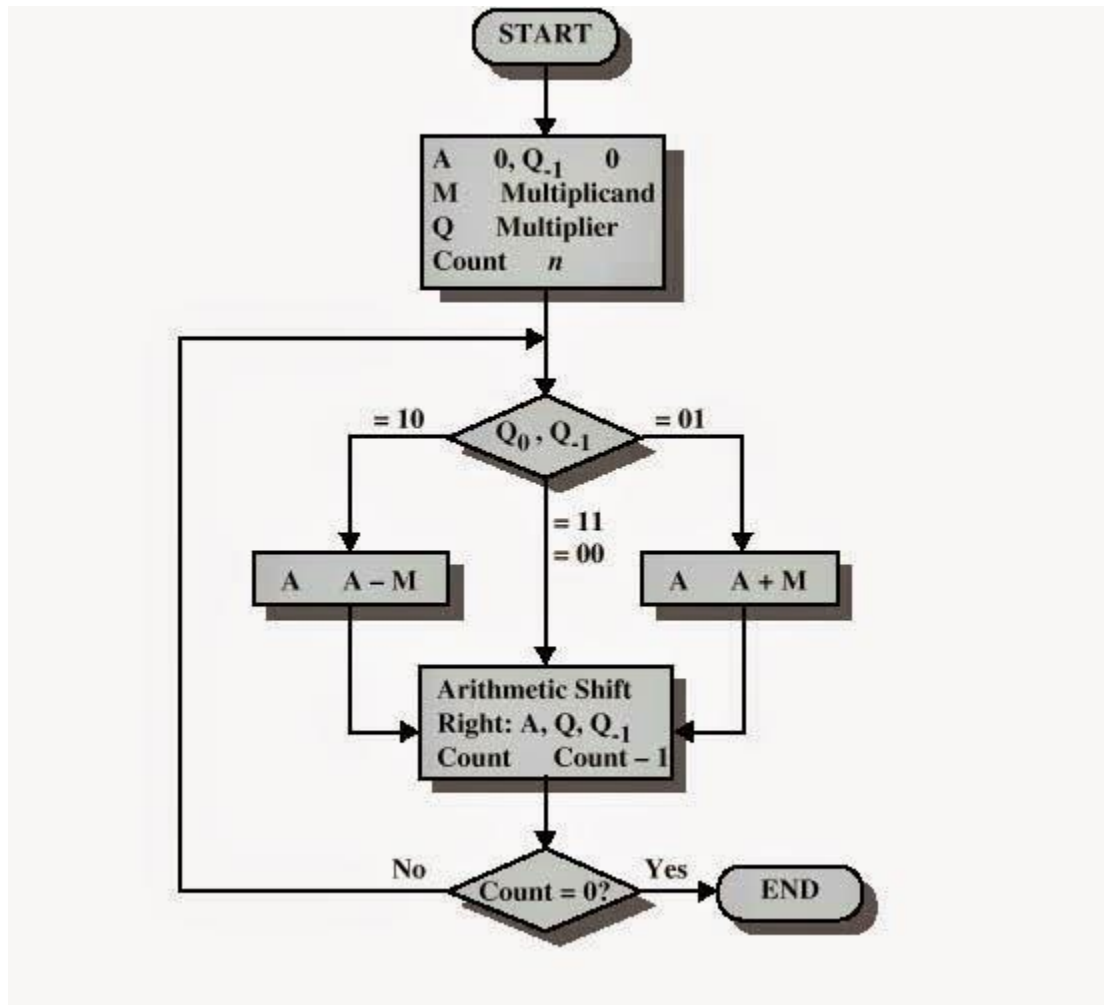 START
A 0, Q-1 0
M Multiplicand
Q Multiplier
Count n
= 10
Q0 , Q-1
= 01
= 11
= 00
A A – M
A A + M
Arithmetic Shift
Right: A, Q, Q-1
Count Count – 1
No
Count = 0?
Yes
END